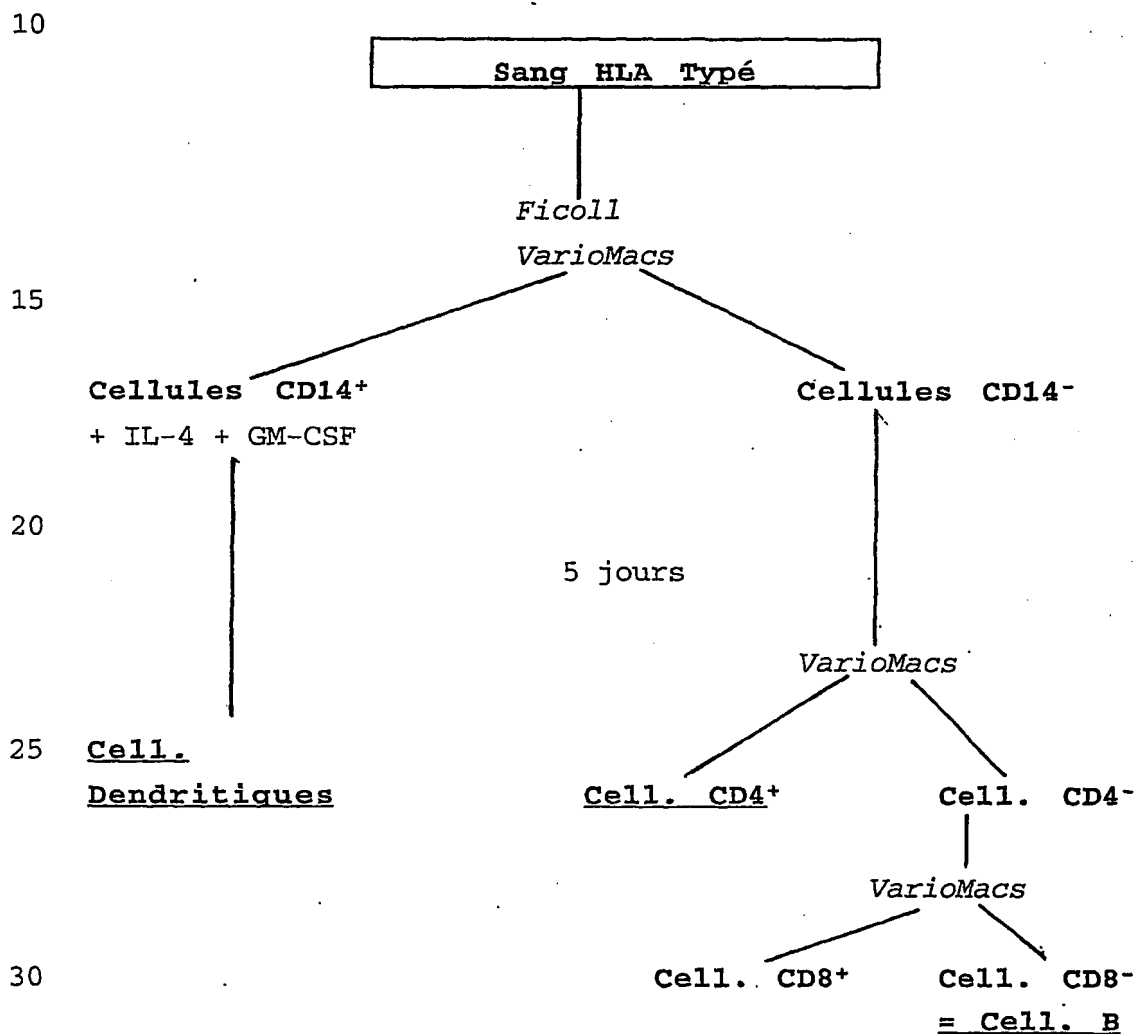 10
Sang HLA Typé
Ficoll
VarioMacs
15
Cellules CD14+ Cellules CD14-
+ IL-4 + GM-CSF
20
5 jours
VarioMacs
25 Cell.
Dendritiques Cell. CD4+ Cell. CD4-
VarioMacs
30 Cell. CD8+ Cell. CD8-
= Cell. B